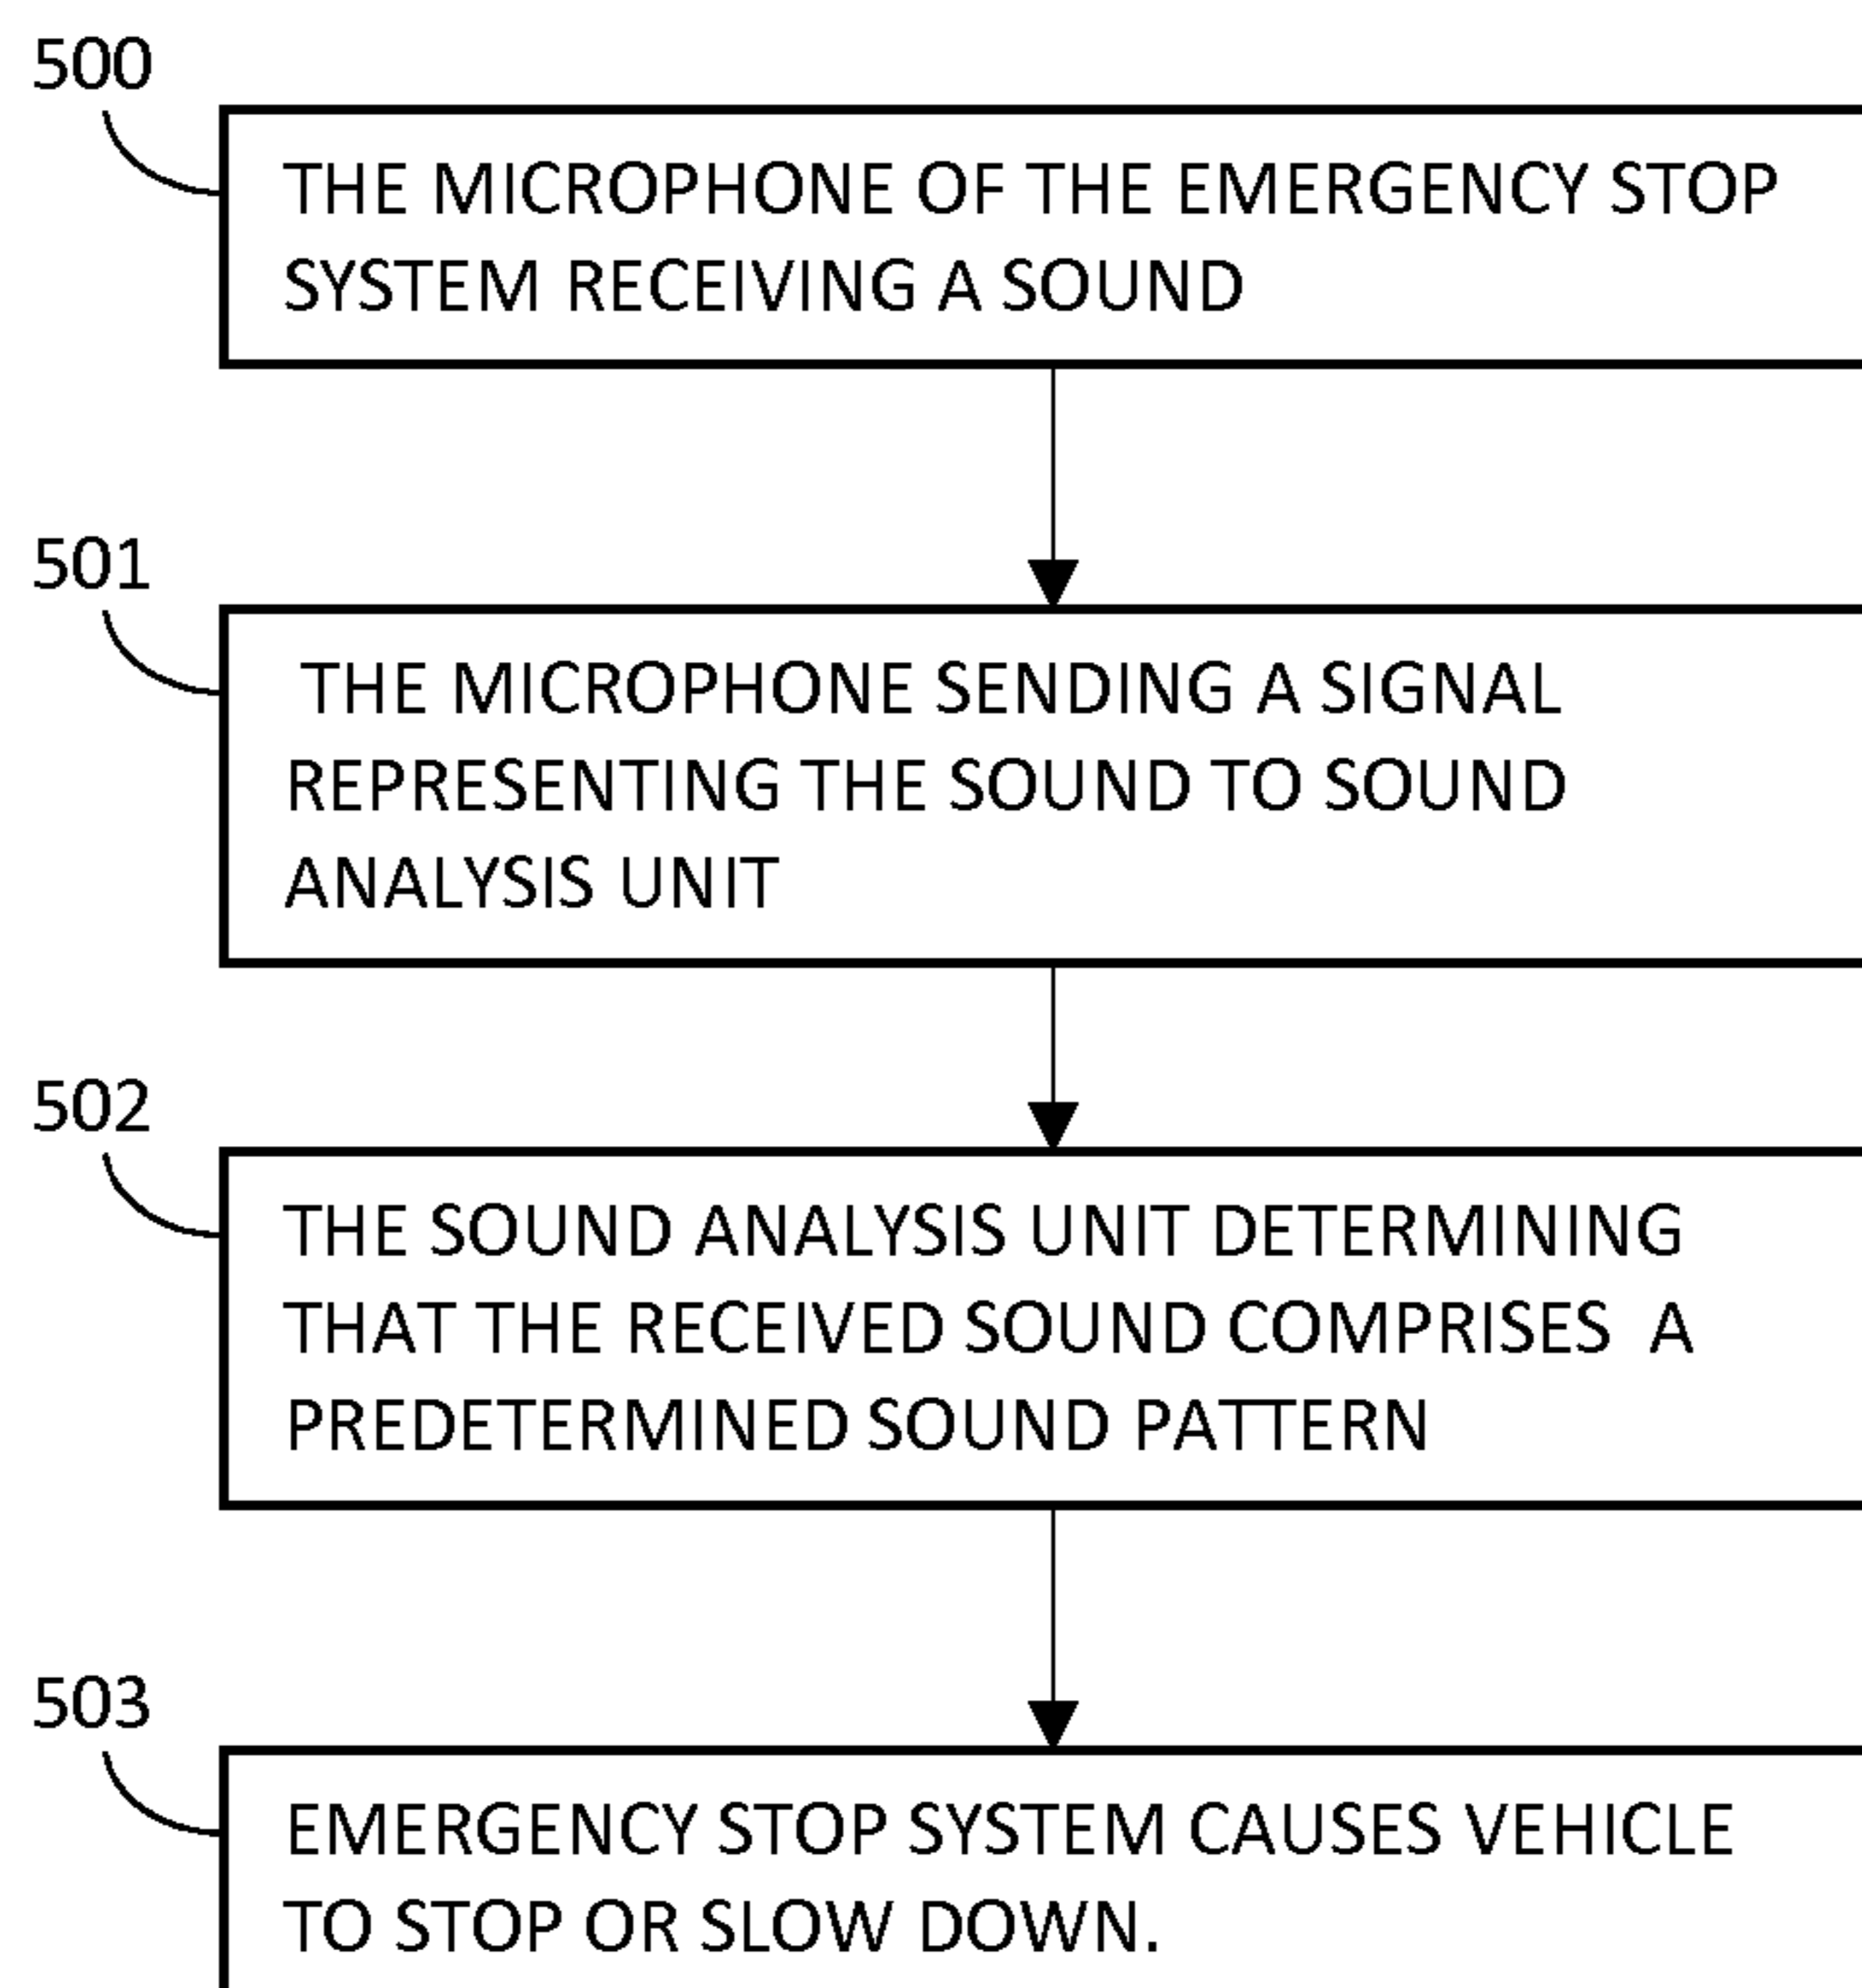 500
THE MICROPHONE OF THE EMERGENCY STOP
SYSTEM RECEIVING A SOUND
501
THE MICROPHONE SENDING A SIGNAL
REPRESENTING THE SOUND TO SOUND
ANALYSIS UNIT
502
THE SOUND ANALYSIS UNIT DETERMINING
THAT THE RECEIVED SOUND COMPRISES A
PREDETERMINED SOUND PATTERN
503
EMERGENCY STOP SYSTEM CAUSES VEHICLE
TO STOP OR SLOW DOWN.